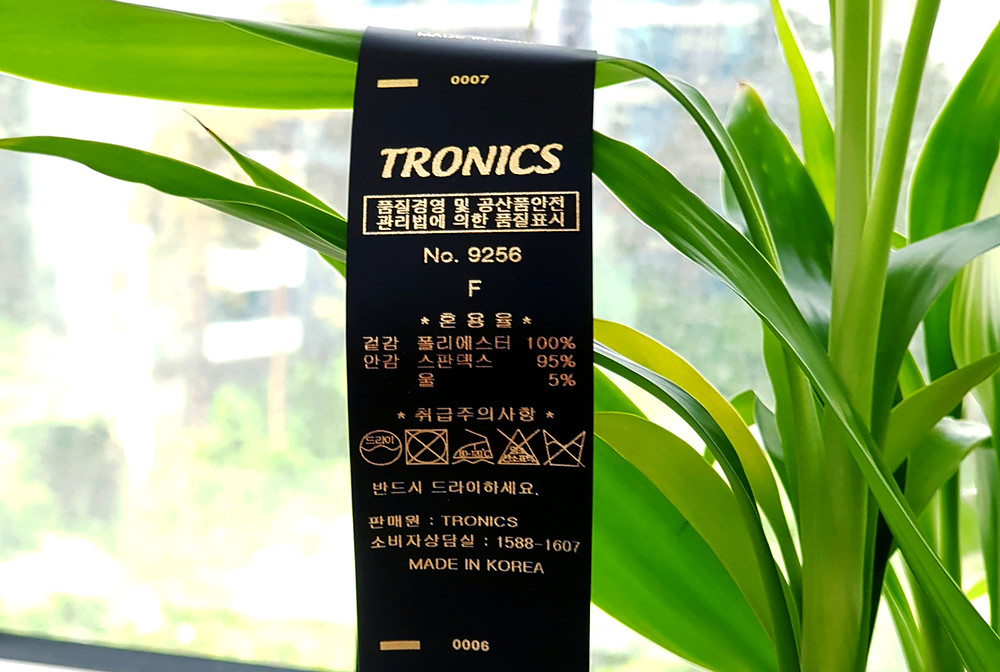 MADE IN KOREA
0007
TRONICS
품질경영 및 공산품안전
관리법에 의한 품질표시
No. 9256
F
* 혼용율 *
겉감 폴리에스터 100%
안감 스판덱스 95%
울 5%
* 취급주의사항 *
드라이
반드시 드라이하세요.
판매원 : TRONICS
소비자상담실 : 1588-1607
MADE IN KOREA
0006